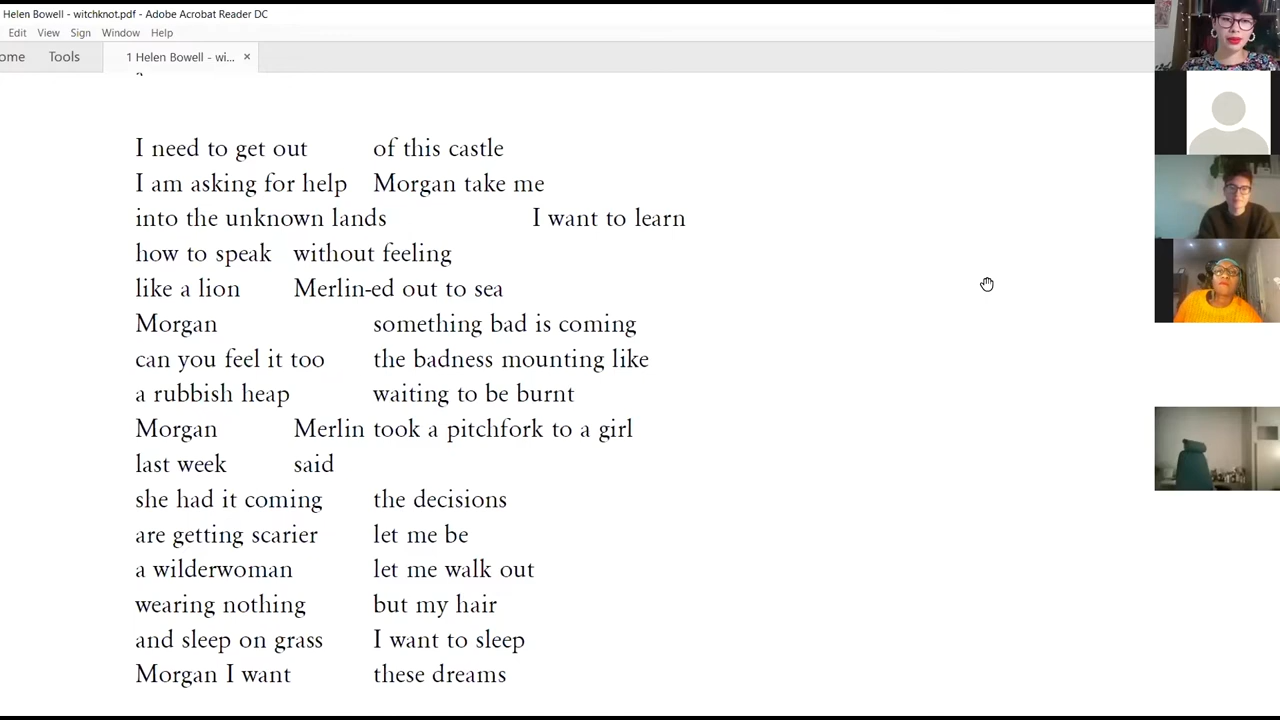 Helen Bowell - witchknot.pdf - Adobe Acrobat Reader DC
Edit View Sign Window Help
ome Tools 1 Helen Bowell - wi... ×
I need to get out of this castle
I am asking for help Morgan take me
into the unknown lands I want to learn
how to speak without feeling
like a lion Merlin-ed out to sea
Morgan something bad is coming
can you feel it too the badness mounting like
a rubbish heap waiting to be burnt
Morgan Merlin took a pitchfork to a girl
last week said
she had it coming the decisions
are getting scarier let me be
a wilderwoman let me walk out
wearing nothing but my hair
and sleep on grass I want to sleep
Morgan I want these dreams